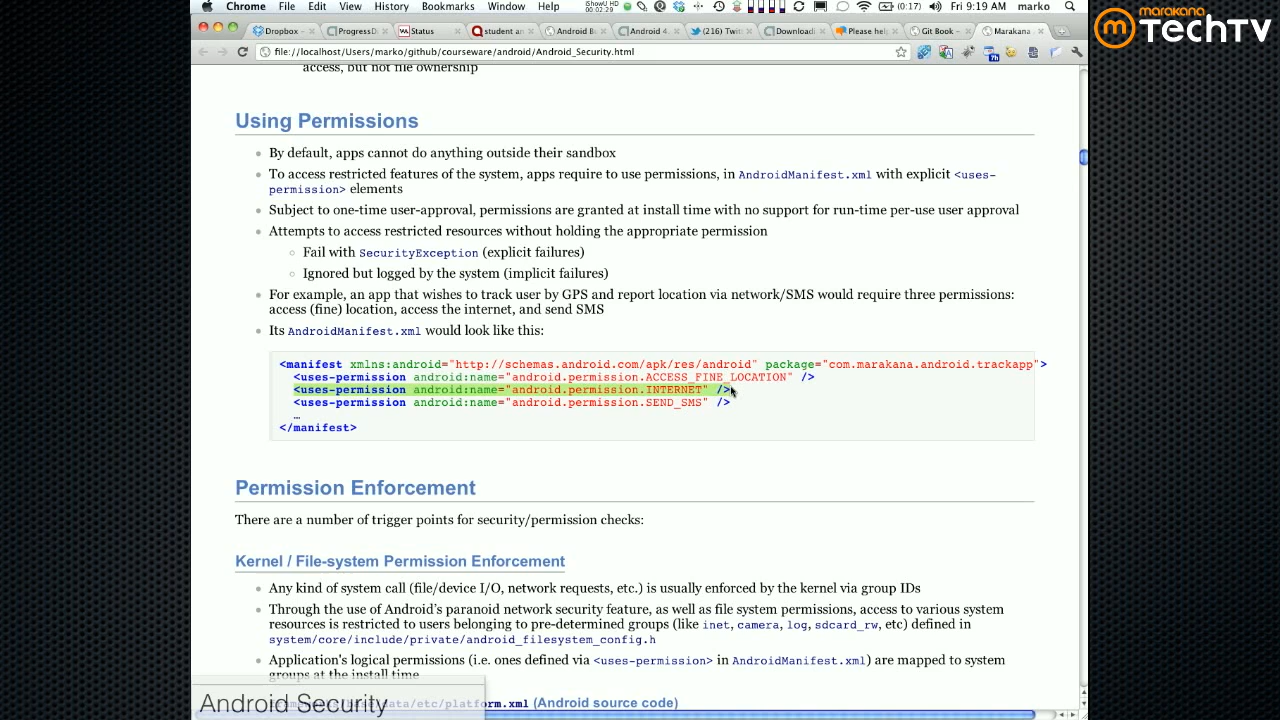 Chrome File Edit View History Bookmarks Window Help
iShowU HD
00:02:29
(0:17) Fri 9:19 AM marko
marakana
TechTV
Dropbox - ProgressD Status student a Android B Android 4. (216) Twit Downloadi Please help Git Book - Marakana
file://localhost/Users/marko/github/courseware/android/Android_Security.html
access, but not file ownership
Using Permissions
By default, apps cannot do anything outside their sandbox
To access restricted features of the system, apps require to use permissions, in AndroidManifest.xml with explicit <uses-
permission> elements
Subject to one-time user-approval, permissions are granted at install time with no support for run-time per-use user approval
Attempts to access restricted resources without holding the appropriate permission
Fail with SecurityException (explicit failures)
Ignored but logged by the system (implicit failures)
For example, an app that wishes to track user by GPS and report location via network/SMS would require three permissions:
access (fine) location, access the internet, and send SMS
Its AndroidManifest.xml would look like this:
<manifest xmlns:android="http://schemas.android.com/apk/res/android" package="com.marakana.android.trackapp">
<uses-permission android:name="android.permission.ACCESS_FINE_LOCATION" />
<uses-permission android:name="android.permission.INTERNET" />
<uses-permission android:name="android.permission.SEND_SMS" />
…
</manifest>
Permission Enforcement
There are a number of trigger points for security/permission checks:
Kernel / File-system Permission Enforcement
Any kind of system call (file/device I/O, network requests, etc.) is usually enforced by the kernel via group IDs
Through the use of Android's paranoid network security feature, as well as file system permissions, access to various system
resources is restricted to users belonging to pre-determined groups (like inet, camera, log, sdcard_rw, etc) defined in
system/core/include/private/android_filesystem_config.h
Application's logical permissions (i.e. ones defined via <uses-permission> in AndroidManifest.xml) are mapped to system
groups at the install time
data/etc/platform.xml (Android source code)
Android Security